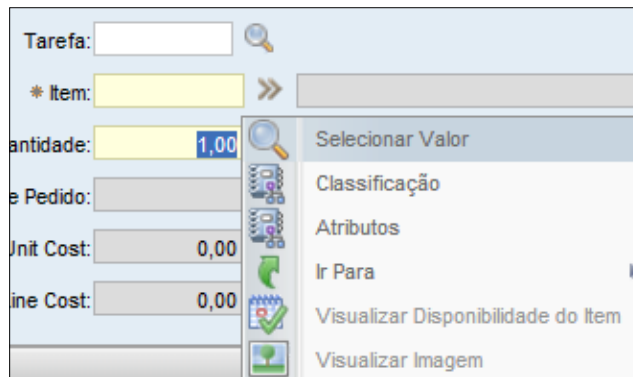 Tarefa:
* Item:
antidade: 1,00 Selecionar Valor
Classificação
e Pedido:
Atributos
Unit Cost: 0,00
Ir Para
ine Cost: 0,00
Visualizar Disponibilidade do Item
Visualizar Imagem